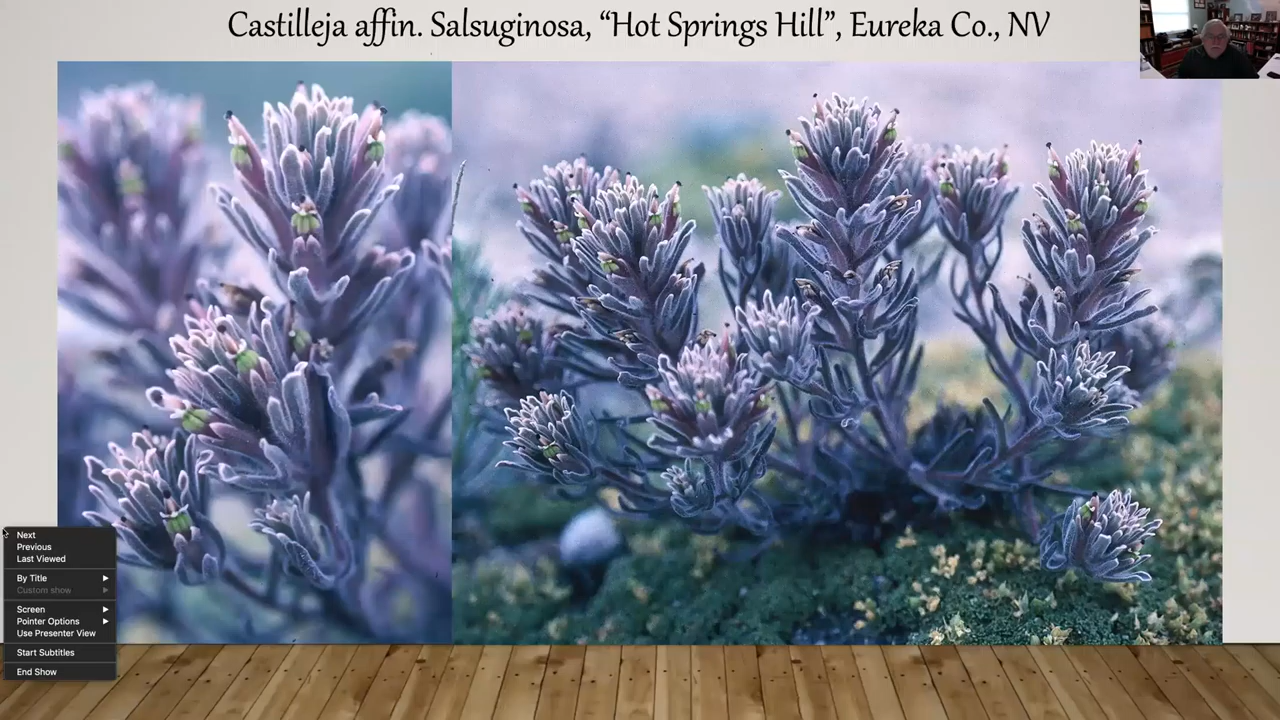 Castilleja affin. Salsuginosa, “Hot Springs Hill”, Eureka Co., NV
Next
Previous
Last Viewed
By Title
Custom show
Screen
Pointer Options
Use Presenter View
Start Subtitles
End Show